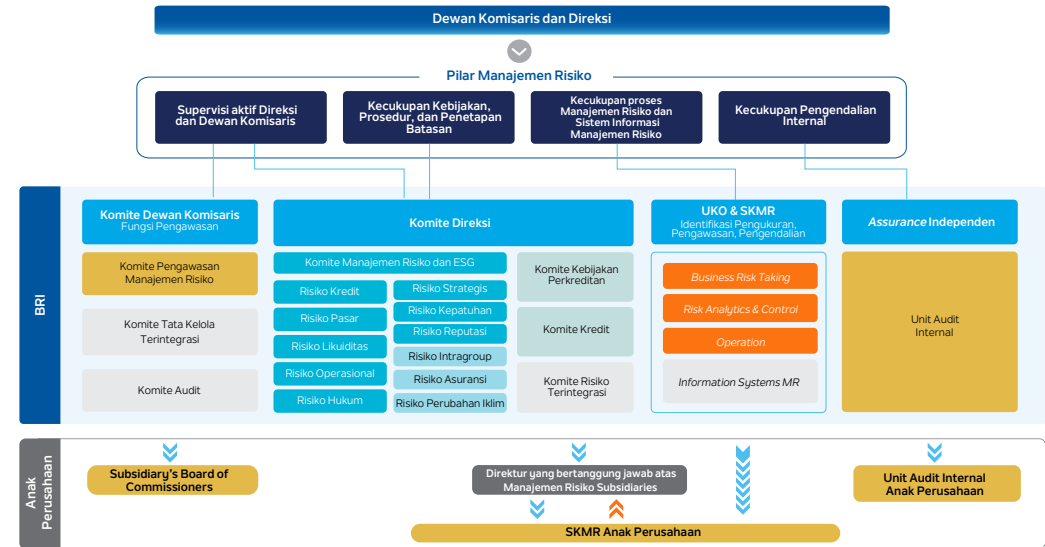 Dewan Komisaris dan Direksi
Pilar Manajemen Risiko
Supervisi aktif Direksi
dan Dewan Komisaris
Kecukupan Kebijakan,
Prosedur, dan Penetapan
Batasan
Kecukupan proses
Manajemen Risiko dan
Sistem Informasi
Manajemen Risiko
Kecukupan Pengendalian
Internal
BRI
Komite Dewan Komisaris
Fungsi Pengawasan
Komite Pengawasan
Manajemen Risiko
Komite Tata Kelola
Terintegrasi
Komite Audit
Komite Direksi
Komite Manajemen Risiko dan ESG
Risiko Kredit
Risiko Pasar
Risiko Likuiditas
Risiko Operasional
Risiko Hukum
Risiko Strategis
Risiko Kepatuhan
Risiko Reputasi
Risiko Intragroup
Risiko Asuransi
Risiko Perubahan Iklim
Komite Kebijakan
Perkreditan
Komite Kredit
Komite Risiko
Terintegrasi
UKO & SKMR
Identifikasi Pengukuran,
Pengawasan, Pengendalian
Business Risk Taking
Risk Analytics & Control
Operation
Information Systems MR
Assurance Independen
Unit Audit
Internal
Anak
Perusahaan
Subsidiary's Board of
Commissioners
Direktur yang bertanggung jawab atas
Manajemen Risiko Subsidiaries
SKMR Anak Perusahaan
Unit Audit Internal
Anak Perusahaan